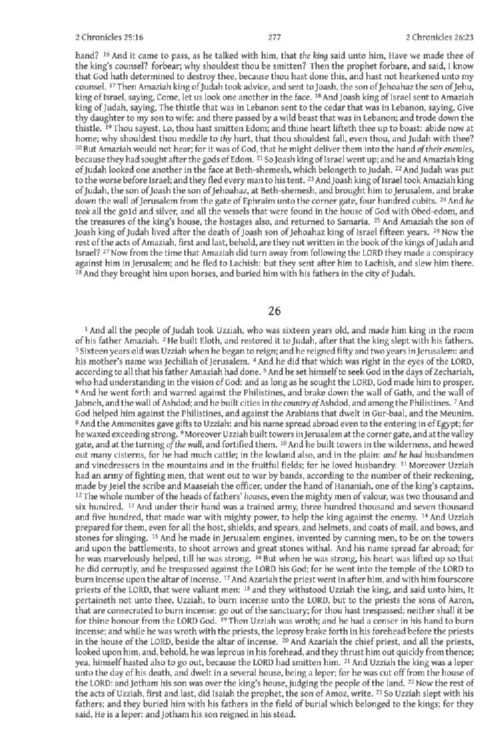 2 Chronicles 25:16 277 2 Chronicles 26:23
hand? 16 And it came to pass, as he talked with him, that the king said unto him, Have we made thee of
the king's counsel? forbear; why shouldest thou be smitten? Then the prophet forbare, and said, I know
that God hath determined to destroy thee, because thou hast done this, and hast not hearkened unto my
counsel. 17 Then Amaziah king of Judah took advice, and sent to Joash, the son of Jehoahaz the son of Jehu,
king of Israel, saying, Come, let us look one another in the face. 18 And Joash king of Israel sent to Amaziah
king of Judah, saying, The thistle that was in Lebanon sent to the cedar that was in Lebanon, saying, Give
thy daughter to my son to wife: and there passed by a wild beast that was in Lebanon; and trode down the
thistle. 19 Thou sayest, Lo, thou hast smitten Edom; and thine heart lifteth thee up to boast: abide now at
home; why shouldest thou meddle to thy hurt, that thou shouldest fall, even thou, and Judah with thee?
20 But Amaziah would not hear; for it was of God, that he might deliver them into the hand of their enemies,
because they had sought after the gods of Edom. 21 So Joash king of Israel went up; and he and Amaziah king
of Judah looked one another in the face at Beth-shemesh, which belongeth to Judah. 22 And Judah was put
to the worse before Israel; and they fled every man to his tent. 23 And Joash king of Israel took Amaziah king
of Judah, the son of Joash the son of Jehoahaz, at Beth-shemesh, and brought him to Jerusalem, and brake
down the wall of Jerusalem from the gate of Ephraim unto the corner gate, four hundred cubits. 24 And he
took all the gold and silver, and all the vessels that were found in the house of God with Obed-edom, and
the treasures of the king's house, the hostages also, and returned to Samaria. 25 And Amaziah the son of
Joash king of Judah lived after the death of Joash son of Jehoahaz king of Israel fifteen years. 26 Now the
rest of the acts of Amaziah, first and last, behold, are they not written in the book of the kings of Judah and
Israel? 27 Now from the time that Amaziah did turn away from following the LORD they made a conspiracy
against him in Jerusalem; and he fled to Lachish: but they sent after him to Lachish, and slew him there.
28 And they brought him upon horses, and buried him with his fathers in the city of Judah.
26
1 And all the people of Judah took Uzziah, who was sixteen years old, and made him king in the room
of his father Amaziah. 2 He built Eloth, and restored it to Judah, after that the king slept with his fathers.
3 Sixteen years old was Uzziah when he began to reign; and he reigned fifty and two years in Jerusalem: and
his mother's name was Jechiliah of Jerusalem. 4 And he did that which was right in the eyes of the LORD,
according to all that his father Amaziah had done. 5 And he set himself to seek God in the days of Zechariah,
who had understanding in the vision of God: and as long as he sought the LORD, God made him to prosper.
6 And he went forth and warred against the Philistines, and brake down the wall of Gath, and the wall of
Jabneh, and the wall of Ashdod; and he built cities in the country of Ashdod, and among the Philistines. 7 And
God helped him against the Philistines, and against the Arabians that dwelt in Gur-baal, and the Meunim.
8 And the Ammonites gave gifts to Uzziah: and his name spread abroad even to the entering in of Egypt; for
he waxed exceeding strong. 9 Moreover Uzziah built towers in Jerusalem at the corner gate, and at the valley
gate, and at the turning of the wall, and fortified them. 10 And he built towers in the wilderness, and hewed
out many cisterns, for he had much cattle; in the lowland also, and in the plain: and he had husbandmen
and vinedressers in the mountains and in the fruitful fields; for he loved husbandry. 11 Moreover Uzziah
had an army of fighting men, that went out to war by bands, according to the number of their reckoning,
made by Jeiel the scribe and Maaseiah the officer, under the hand of Hananiah, one of the king's captains.
12 The whole number of the heads of fathers' houses, even the mighty men of valour, was two thousand and
six hundred. 13 And under their hand was a trained army, three hundred thousand and seven thousand
and five hundred, that made war with mighty power, to help the king against the enemy. 14 And Uzziah
prepared for them, even for all the host, shields, and spears, and helmets, and coats of mail, and bows, and
stones for slinging. 15 And he made in Jerusalem engines, invented by cunning men, to be on the towers
and upon the battlements, to shoot arrows and great stones withal. And his name spread far abroad; for
he was marvelously helped, till he was strong. 16 But when he was strong, his heart was lifted up so that
he did corruptly, and he trespassed against the LORD his God; for he went into the temple of the LORD to
burn incense upon the altar of incense. 17 And Azariah the priest went in after him, and with him fourscore
priests of the LORD, that were valiant men: 18 and they withstood Uzziah the king, and said unto him, It
pertaineth not unto thee, Uzziah, to burn incense unto the LORD, but to the priests the sons of Aaron,
that are consecrated to burn incense: go out of the sanctuary; for thou hast trespassed; neither shall it be
for thine honour from the LORD God. 19 Then Uzziah was wroth; and he had a censer in his hand to burn
incense; and while he was wroth with the priests, the leprosy brake forth in his forehead before the priests
in the house of the LORD, beside the altar of incense. 20 And Azariah the chief priest, and all the priests,
looked upon him, and, behold, he was leprous in his forehead, and they thrust him out quickly from thence;
yea, himself hasted also to go out, because the LORD had smitten him. 21 And Uzziah the king was a leper
unto the day of his death, and dwelt in a several house, being a leper; for he was cut off from the house of
the LORD: and Jotham his son was over the king's house, judging the people of the land. 22 Now the rest of
the acts of Uzziah, first and last, did Isaiah the prophet, the son of Amoz, write. 23 So Uzziah slept with his
fathers; and they buried him with his fathers in the field of burial which belonged to the kings; for they
said, He is a leper: and Jotham his son reigned in his stead.